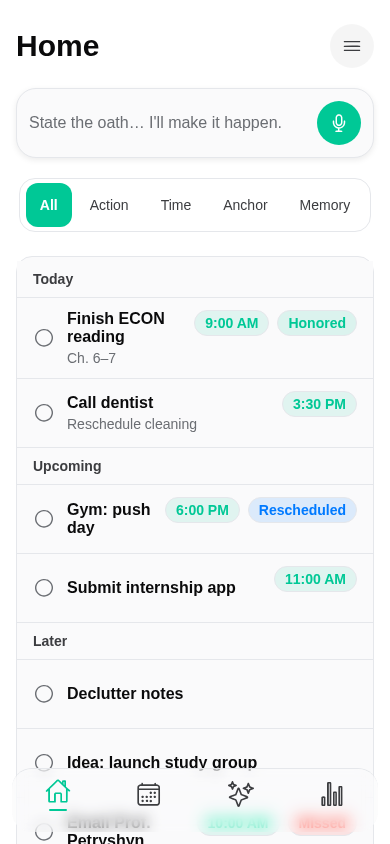 Home
State the oath… I'll make it happen.
All Action Time Anchor Memory
Today
Finish ECON reading 9:00 AM Honored
Ch. 6–7
Call dentist 3:30 PM
Reschedule cleaning
Upcoming
Gym: push day 6:00 PM Rescheduled
Submit internship app 11:00 AM
Later
Declutter notes
Idea: launch study group
Email Prof. Petryshyn 10:00 AM Missed